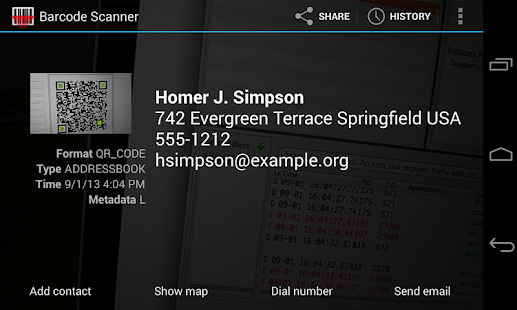 Barcode Scanner
SHARE
HISTORY
Homer J. Simpson
742 Evergreen Terrace Springfield USA
555-1212
hsimpson@example.org
Format QR_CODE
Type ADDRESSBOOK
Time 9/1/13 4:04 PM
Metadata L
Add contact
Show map
Dial number
Send email